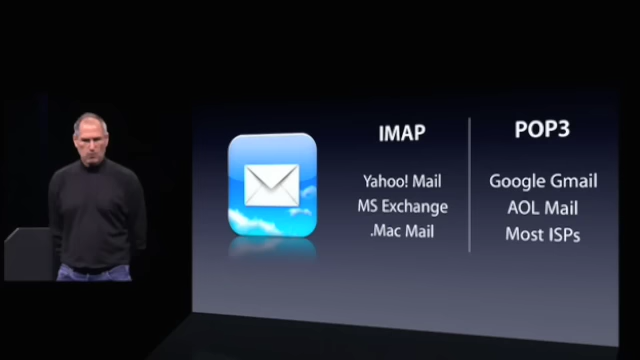 IMAP
Yahoo! Mail
MS Exchange
.Mac Mail
POP3
Google Gmail
AOL Mail
Most ISPs